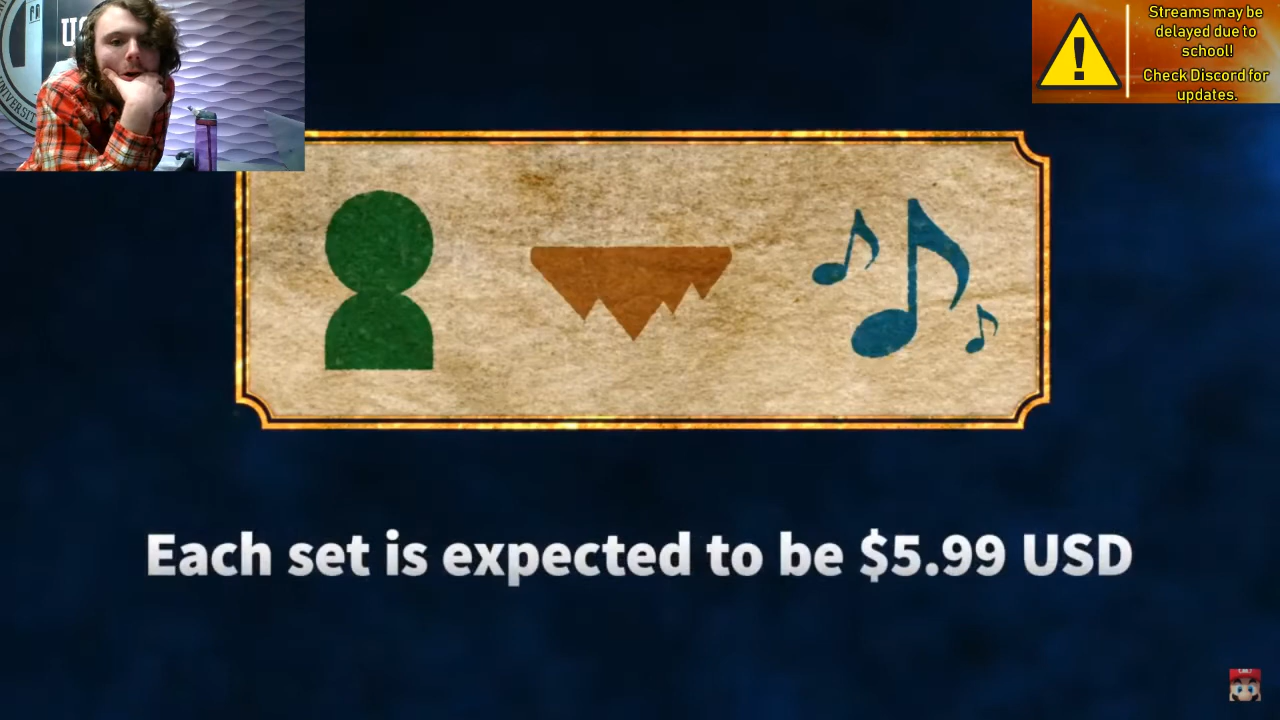 U
UNIVERSIT
Streams may be
delayed due to
school!
Check Discord for
updates.
Each set is expected to be $5.99 USD